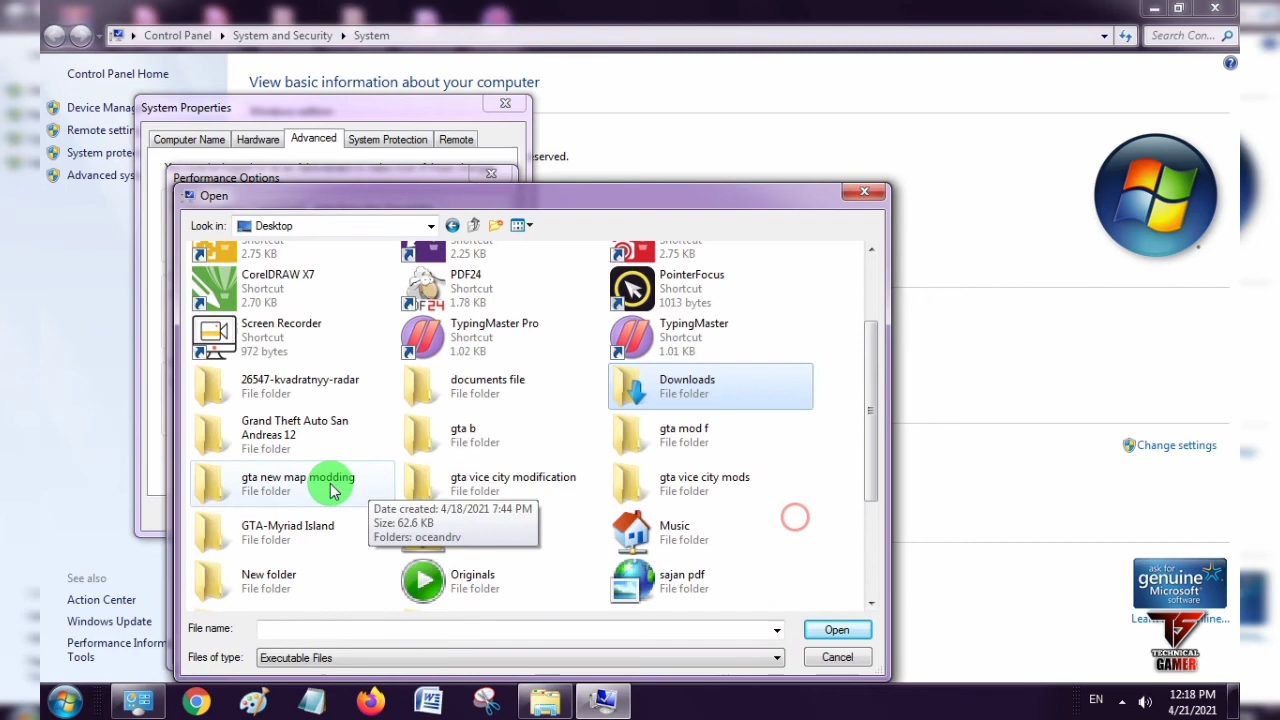 Control Panel
System and Security
System
Search Con...
Control Panel Home
View basic information about your computer
Device Mana
System Properties
Windows edition
Remote settin
Computer Name
Hardware
Advanced
System Protection
Remote
System prote
served.
Advanced sys
Performance Options
Open
Look in:
Desktop
Shortcut
2.75 KB
Shortcut
2.25 KB
Shortcut
2.75 KB
CorelDRAW X7
Shortcut
2.70 KB
PDF24
Shortcut
1.78 KB
PointerFocus
Shortcut
1013 bytes
Screen Recorder
Shortcut
972 bytes
TypingMaster Pro
Shortcut
1.02 KB
TypingMaster
Shortcut
1.01 KB
26547-kvadratnyy-radar
File folder
documents file
File folder
Downloads
File folder
Grand Theft Auto San
Andreas 12
File folder
gta b
File folder
gta mod f
File folder
Change settings
gta new map modding
File folder
gta vice city modification
File folder
gta vice city mods
File folder
Date created: 4/18/2021 7:44 PM
Size: 62.6 KB
Folders: oceandrv
GTA-Myriad Island
File folder
Music
File folder
New folder
File folder
Originals
File folder
sajan pdf
File folder
See also
Action Center
Windows Update
Performance Inform
Tools
ask for
genuine
Microsoft
software
TECHNICAL
GAMER
File name:
Open
Files of type:
Executable Files
Cancel
EN
12:18 PM
4/21/2021